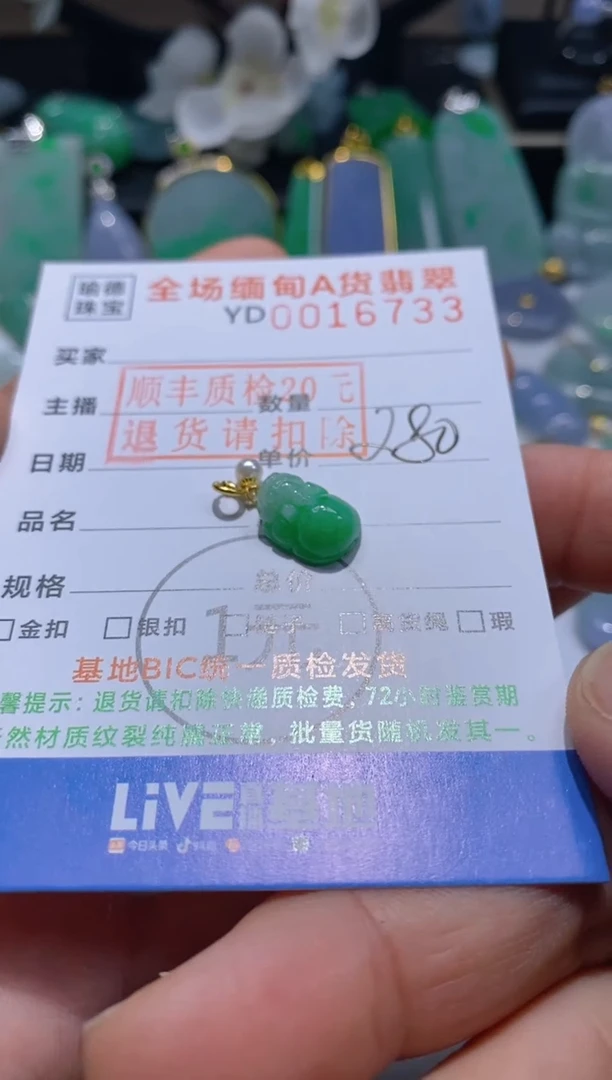 瑜德
珠宝
全场缅甸A货翡翠
YD0016733
买家
顺丰质检20元
主播
数量
退货请扣除
280
日期
单价
品名
规格
总价
金扣 银扣 瑕
基地BIC统一质检发货
馨提示：退货请扣除快递质检费，72小时鉴赏期
然材质纹裂纯属正常，批量货随机发其一。
LiVE
今日头条